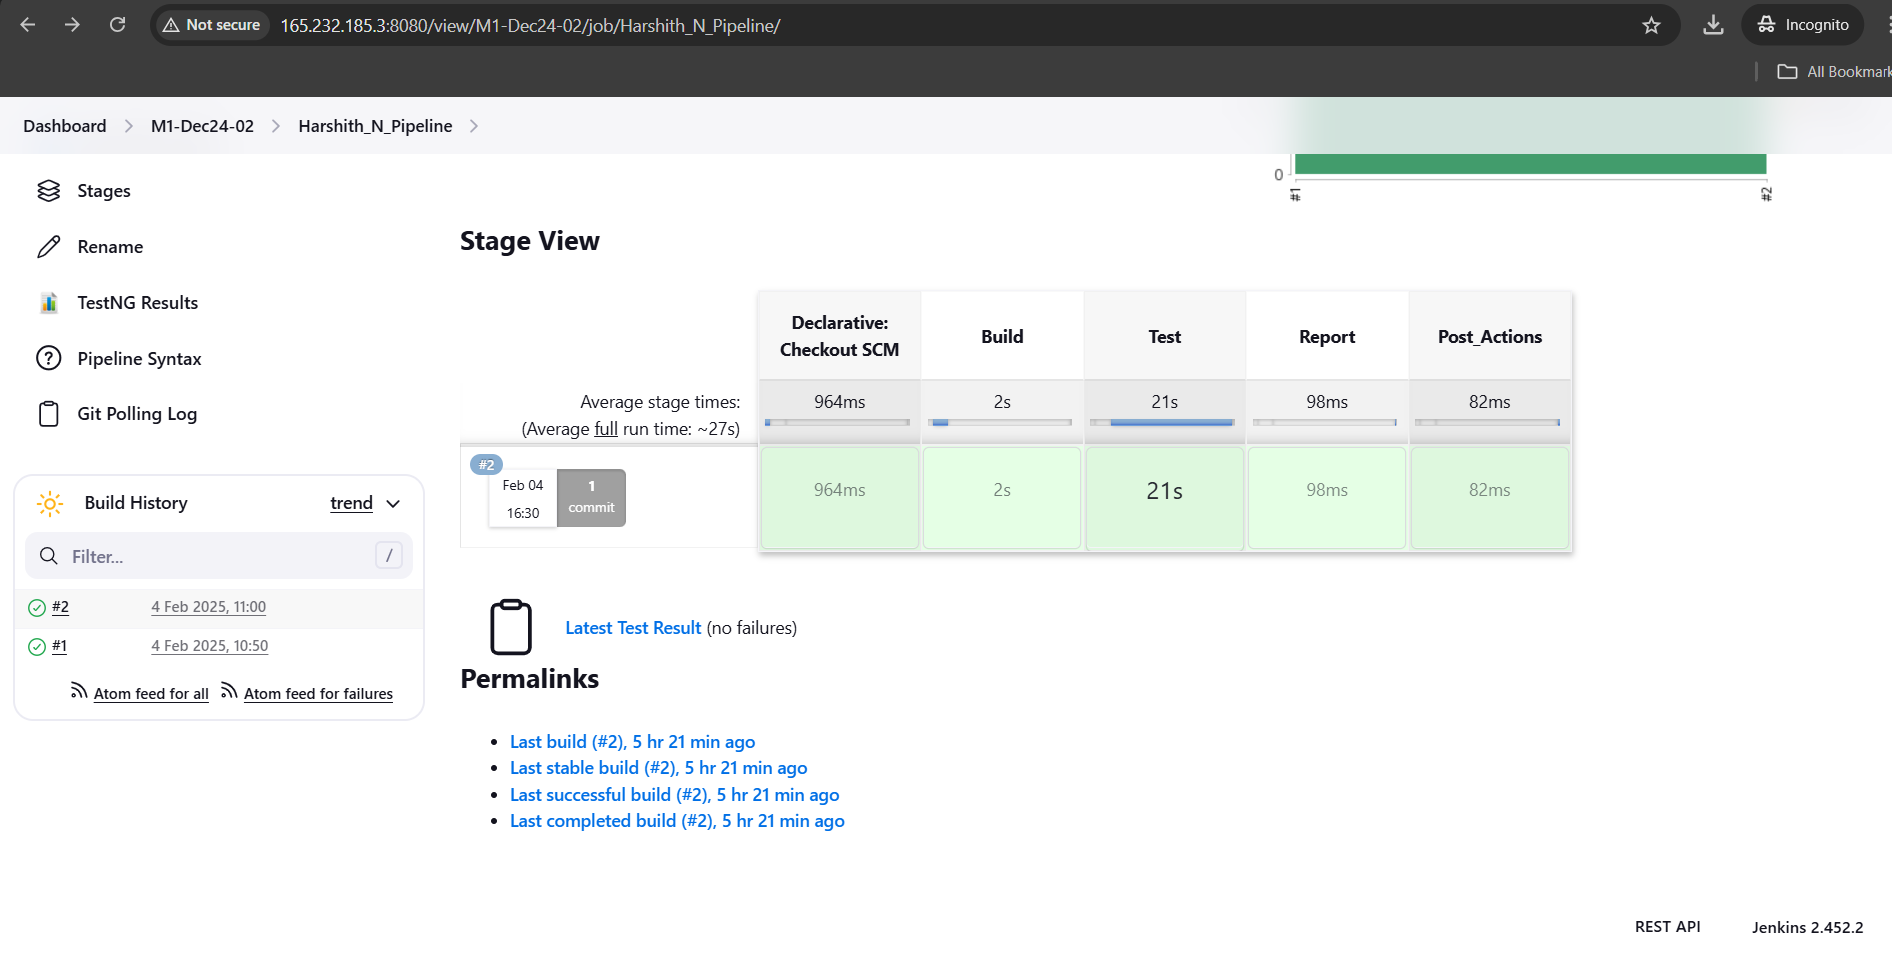 Not secure 165.232.185.3:8080/view/M1-Dec24-02/job/Harshith_N_Pipeline/ Incognito
All Bookmark
Dashboard M1-Dec24-02 Harshith_N_Pipeline
Stages
Rename
TestNG Results
Pipeline Syntax
Git Polling Log
Build History trend
Filter... /
#2 4 Feb 2025, 11:00
#1 4 Feb 2025, 10:50
Atom feed for all Atom feed for failures
0
#1 #2
Stage View
Declarative:
Checkout SCM
Build
Test
Report
Post_Actions
Average stage times:
(Average full run time: ~27s)
964ms 2s 21s 98ms 82ms
#2
Feb 04
16:30
1
commit
964ms 2s 21s 98ms 82ms
Latest Test Result (no failures)
Permalinks
Last build (#2), 5 hr 21 min ago
Last stable build (#2), 5 hr 21 min ago
Last successful build (#2), 5 hr 21 min ago
Last completed build (#2), 5 hr 21 min ago
REST API Jenkins 2.452.2